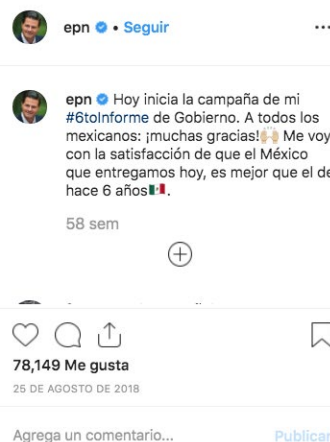 epn • Seguir
epn Hoy inicia la campaña de mi
#6toInforme de Gobierno. A todos los
mexicanos: ¡muchas gracias!🙌🏼 Me voy
con la satisfacción de que el México
que entregamos hoy, es mejor que el de
hace 6 años🇲🇽.
58 sem
78,149 Me gusta
25 DE AGOSTO DE 2018
Agrega un comentario...
Publicar